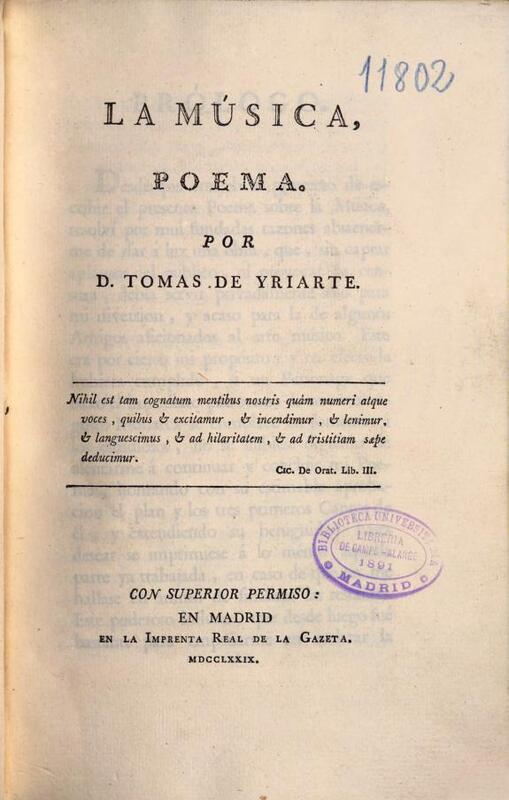 11802
LA MÚSICA,
POEMA.
POR
D. TOMAS DE YRIARTE.
Nihil est tam cognatum mentibus nostris quàm numeri atque
voces, quibus & excitamur, & incendimur, & lenimur,
& languescimus, & ad hilaritatem, & ad tristitiam sæpe
deducimur.
CIC. De Orat. Lib. III.
BIBLIOTECA UNIVERSITARIA
LIBRERIA
DE CAMPO-ALANGE
1891
MADRID
CON SUPERIOR PERMISO:
EN MADRID
EN LA IMPRENTA REAL DE LA GAZETA.
MDCCLXXIX.